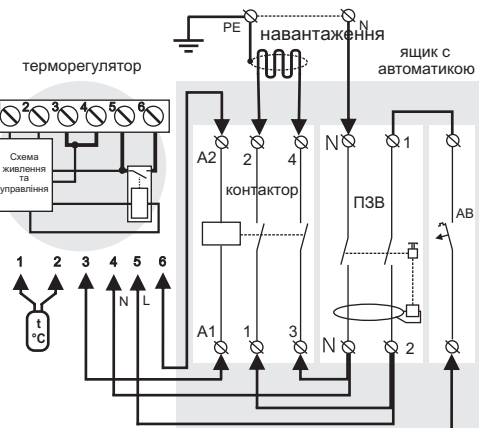 PE
N
навантаження
ящик с
автоматикою
терморегулятор
2 3 4 5 6
Схема
живлення
та
управління
A2 2 4 N 1
контактор
ПЗВ
АВ
1 2 3 4 5 6
N L
t
°C
A1 1 3 N 2